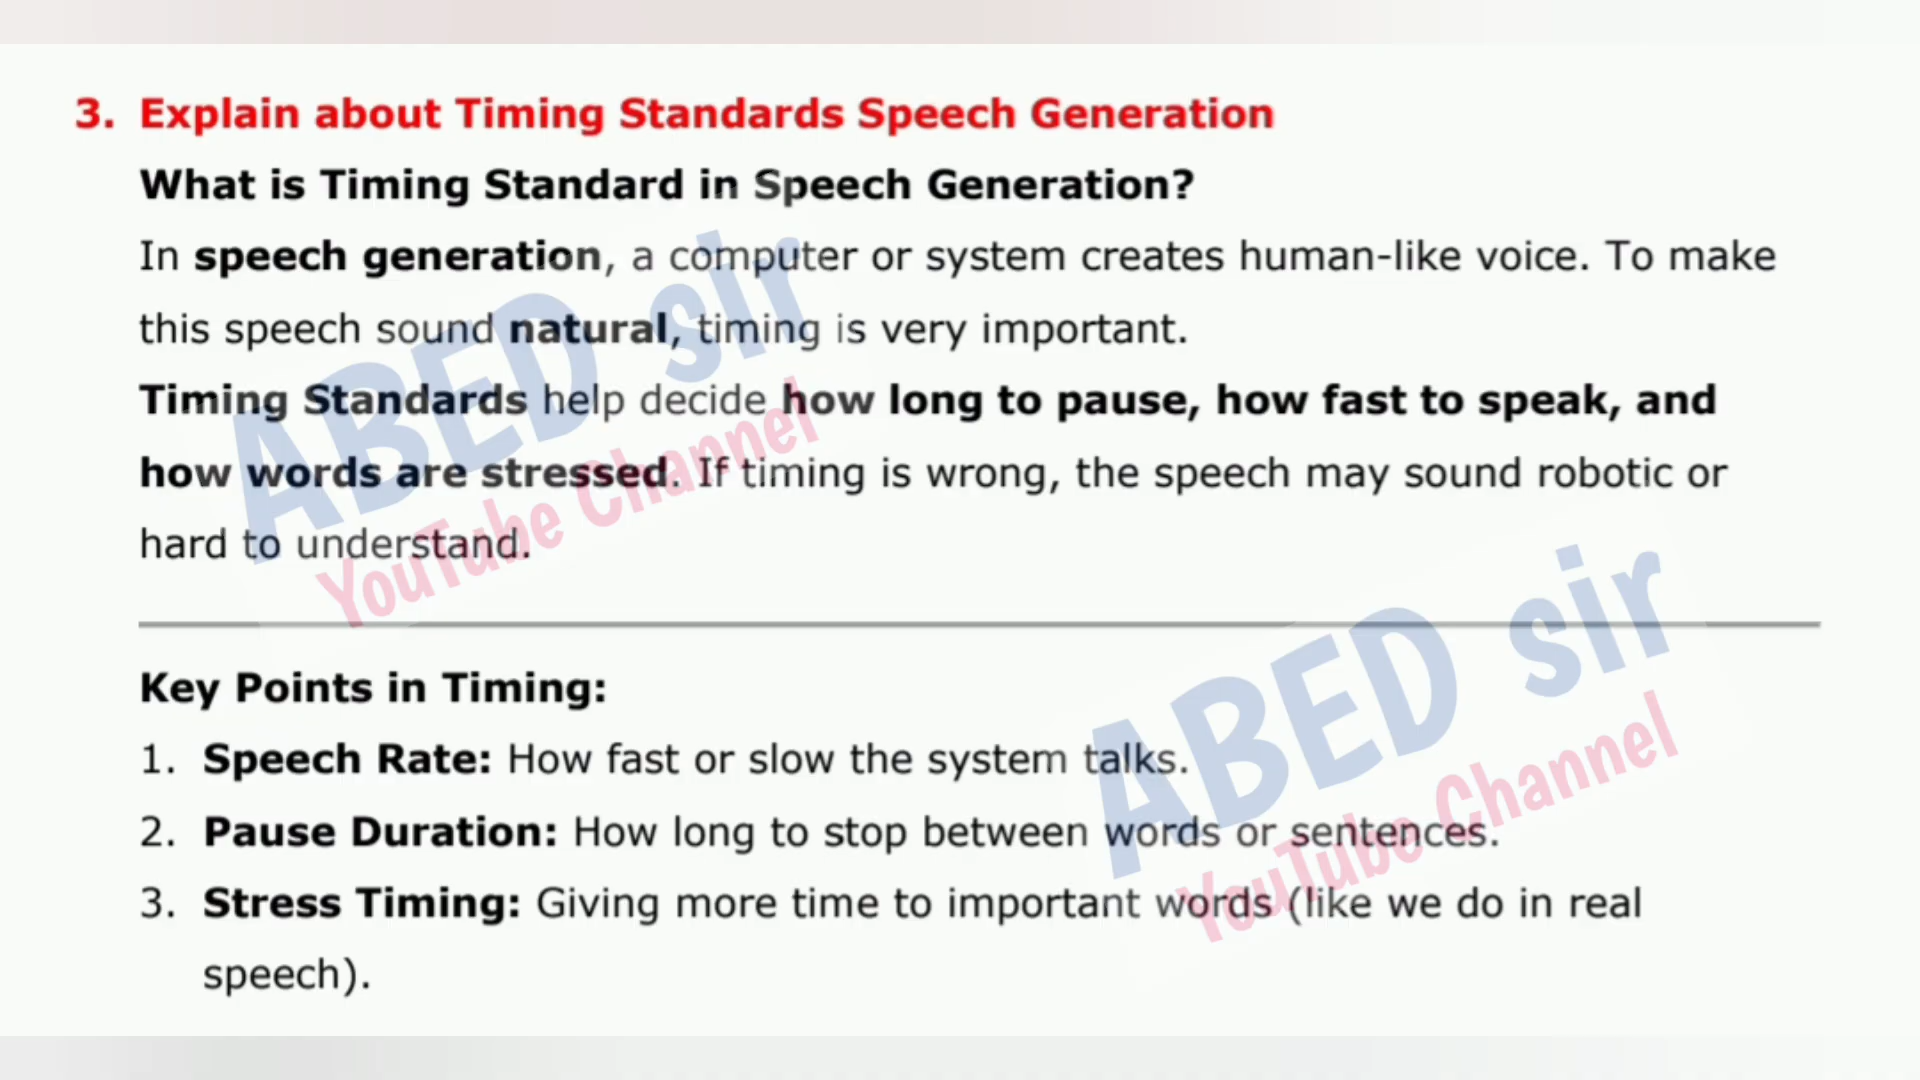 3. Explain about Timing Standards Speech Generation
What is Timing Standard in Speech Generation?
In speech generation, a computer or system creates human-like voice. To make
this speech sound natural, timing is very important.
Timing Standards help decide how long to pause, how fast to speak, and
how words are stressed. If timing is wrong, the speech may sound robotic or
hard to understand.
ABED sir
YouTube Channel
Key Points in Timing:
1. Speech Rate: How fast or slow the system talks.
2. Pause Duration: How long to stop between words or sentences.
3. Stress Timing: Giving more time to important words (like we do in real
speech).
ABED sir
YouTube Channel